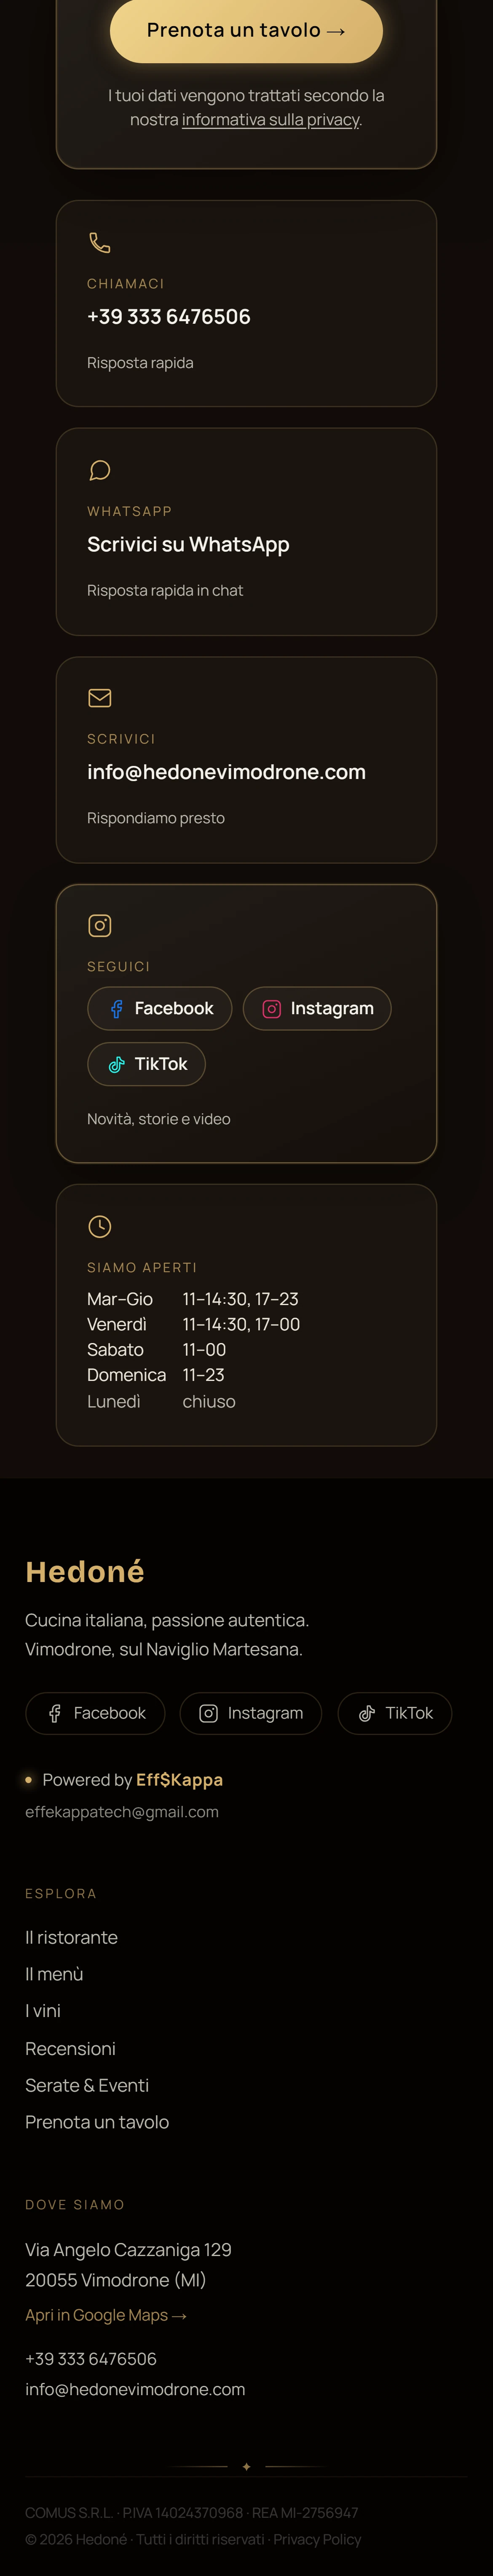 Prenota un tavolo →
I tuoi dati vengono trattati secondo la
nostra informativa sulla privacy.
CHIAMACI
+39 333 6476506
Risposta rapida
WHATSAPP
Scrivici su WhatsApp
Risposta rapida in chat
SCRIVICI
info@hedonevimodrone.com
Rispondiamo presto
SEGUICI
Facebook Instagram
TikTok
Novità, storie e video
SIAMO APERTI
Mar–Gio 11–14:30, 17–23
Venerdì 11–14:30, 17–00
Sabato 11–00
Domenica 11–23
Lunedì chiuso
Hedoné
Cucina italiana, passione autentica.
Vimodrone, sul Naviglio Martesana.
Facebook Instagram TikTok
Powered by Eff$Kappa
effekappatech@gmail.com
ESPLORA
Il ristorante
Il menù
I vini
Recensioni
Serate & Eventi
Prenota un tavolo
DOVE SIAMO
Via Angelo Cazzaniga 129
20055 Vimodrone (MI)
Apri in Google Maps →
+39 333 6476506
info@hedonevimodrone.com
COMUS S.R.L. · P.IVA 14024370968 · REA MI-2756947
© 2026 Hedoné · Tutti i diritti riservati · Privacy Policy